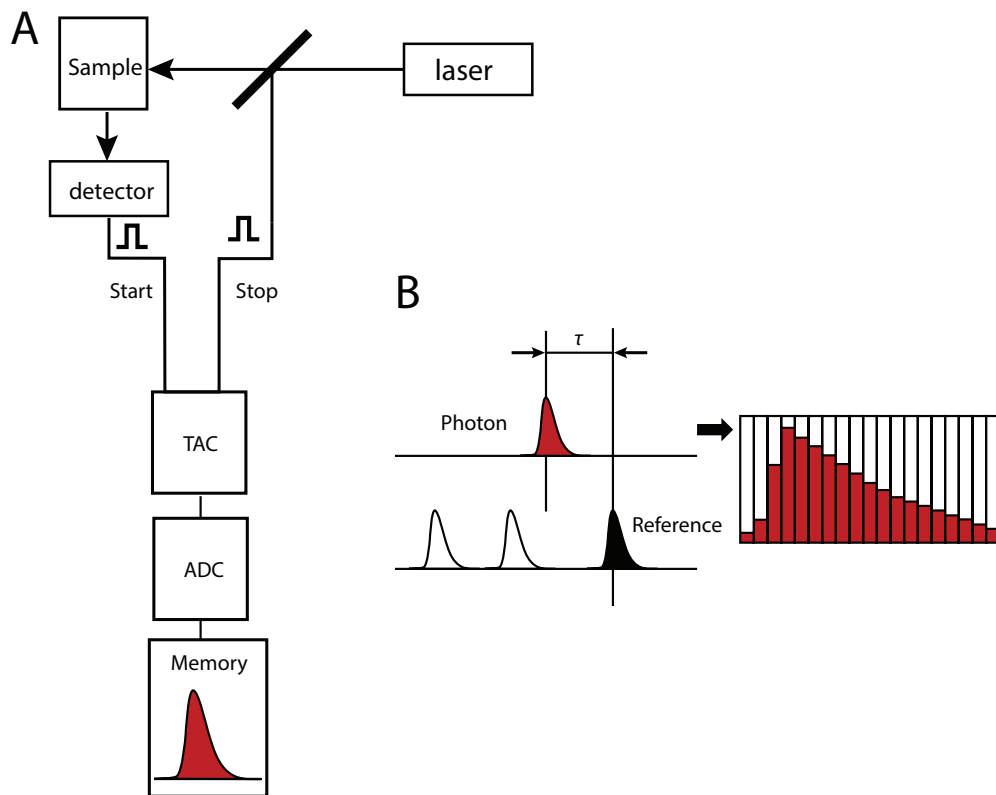 A
Sample
laser
detector
Start
Stop
TAC
ADC
Memory
B
τ
Photon
Reference